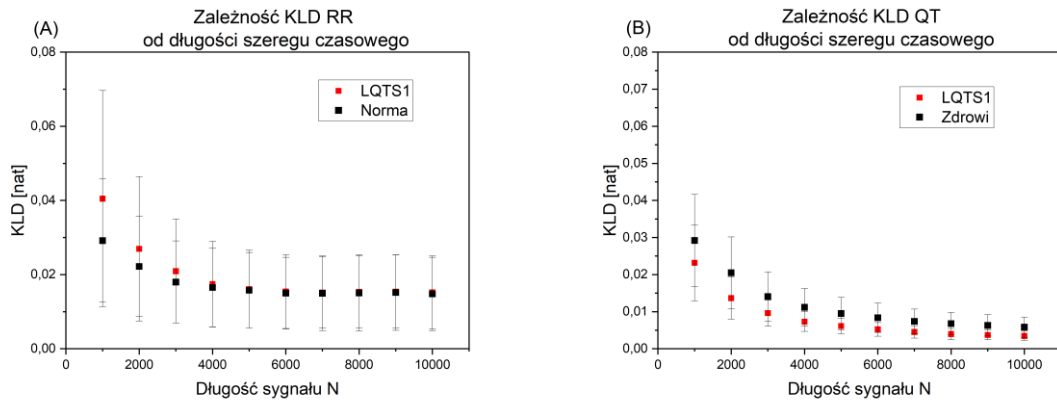 (A)
Zależność KLD RR
od długości szeregu czasowego
0,08
0,06
0,04
0,02
0,00
KLD [nat]
LQTS1
Norma
0
2000
4000
6000
8000
10000
Długość sygnału N
(B)
Zależność KLD QT
od długości szeregu czasowego
0,08
0,07
0,06
0,05
0,04
0,03
0,02
0,01
0,00
KLD [nat]
LQTS1
Zdrowi
0
2000
4000
6000
8000
10000
Długość sygnału N